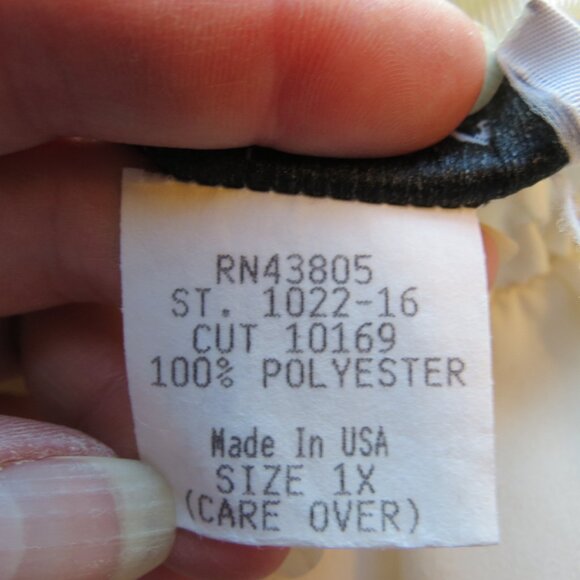 RN43805
ST. 1022-16
CUT 10169
100% POLYESTER
Made In USA
SIZE 1X
(CARE OVER)